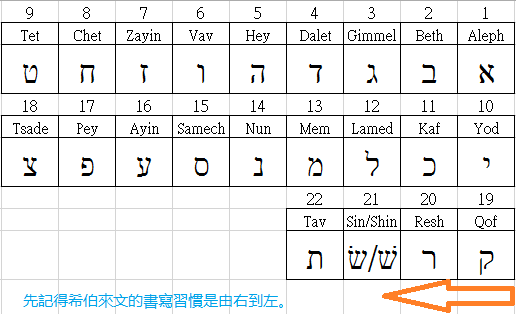 9 8 7 6 5 4 3 2 1
Tet Chet Zayin Vav Hey Dalet Gimmel Beth Aleph
א ב ג ד ה ו ז ח ט
18 17 16 15 14 13 12 11 10
Tsade Pey Ayin Samech Nun Mem Lamed Kaf Yod
י כ ל מ נ ס ע פ צ
22 21 20 19
Tav Sin/Shin Resh Qof
ק ר שׁ/שׂ ת
先記得希伯來文的書寫習慣是由右到左。